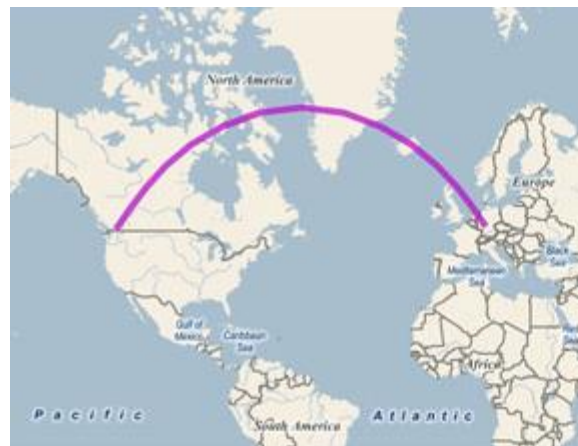 North America
Europe
Black
Sea
Mediterranean
Sea
Gulf of
Mexico
Caribbean
Sea
Africa
Pacific
Atlantic
South America